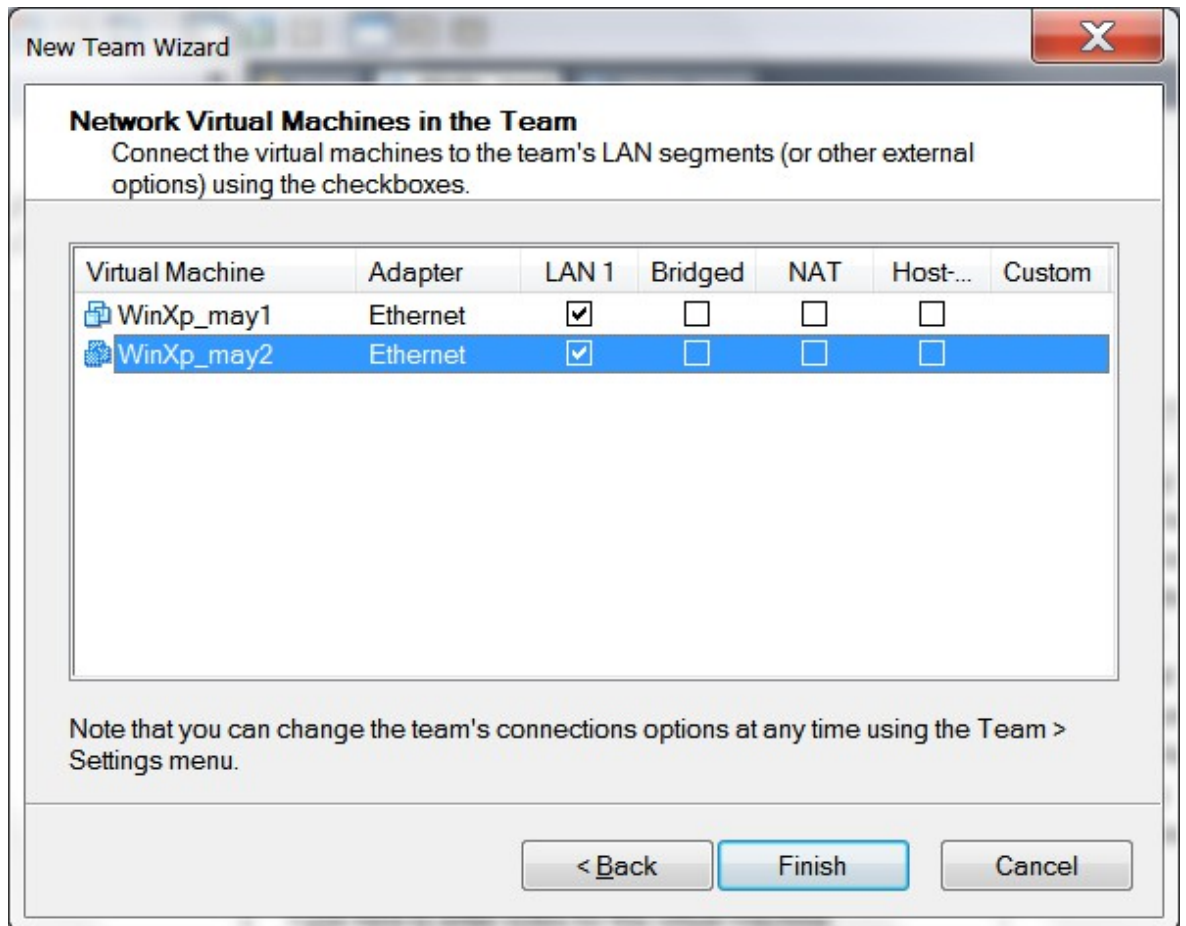 New Team Wizard
Network Virtual Machines in the Team
Connect the virtual machines to the team's LAN segments (or other external
options) using the checkboxes.
Virtual Machine Adapter LAN 1 Bridged NAT Host-... Custom
WinXp_may1 Ethernet
WinXp_may2 Ethernet
Note that you can change the team's connections options at any time using the Team >
Settings menu.
< Back Finish Cancel